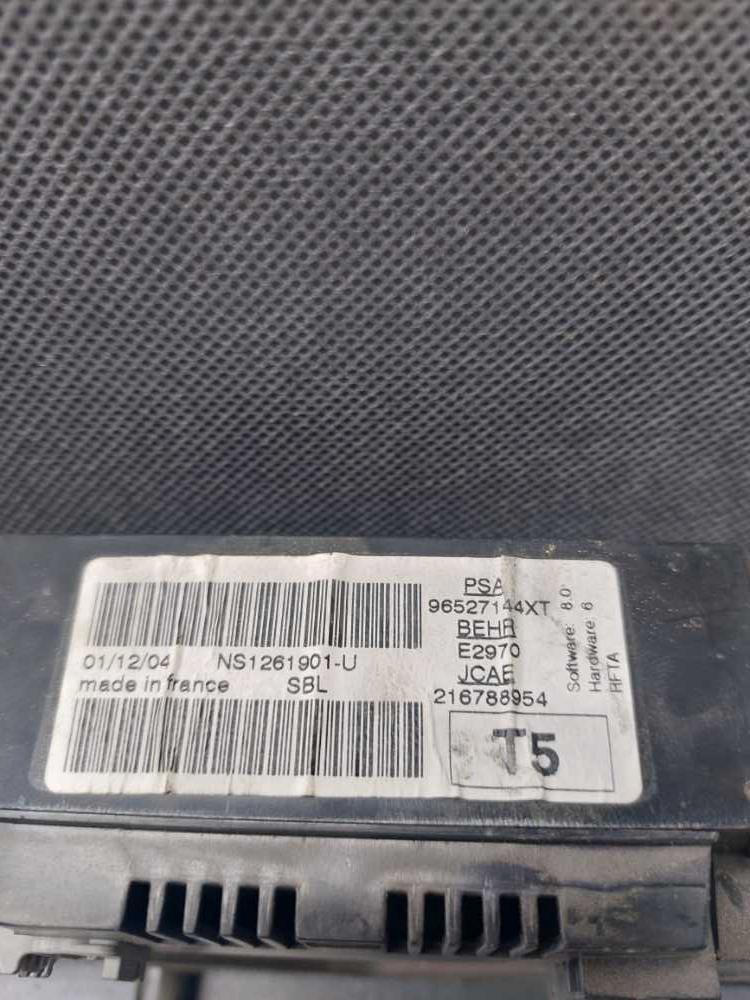 PSA
96527144XT
BEHR
E2970
JCAE
216788954
T5
Software: 8.0
Hardware: 6
RFTA
01/12/04 NS1261901-U
made in france SBL